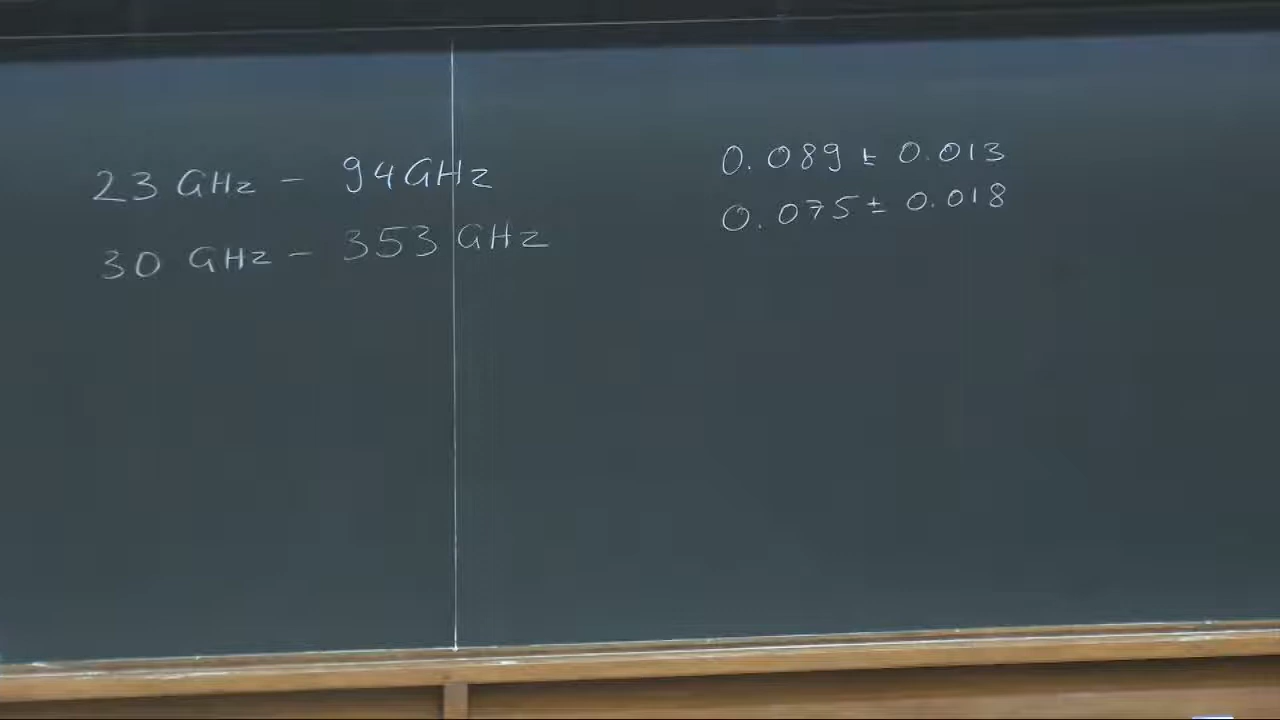 23 GHz - 94 GHz
30 GHz - 353 GHz
0.089 ± 0.013
0.075 ± 0.018